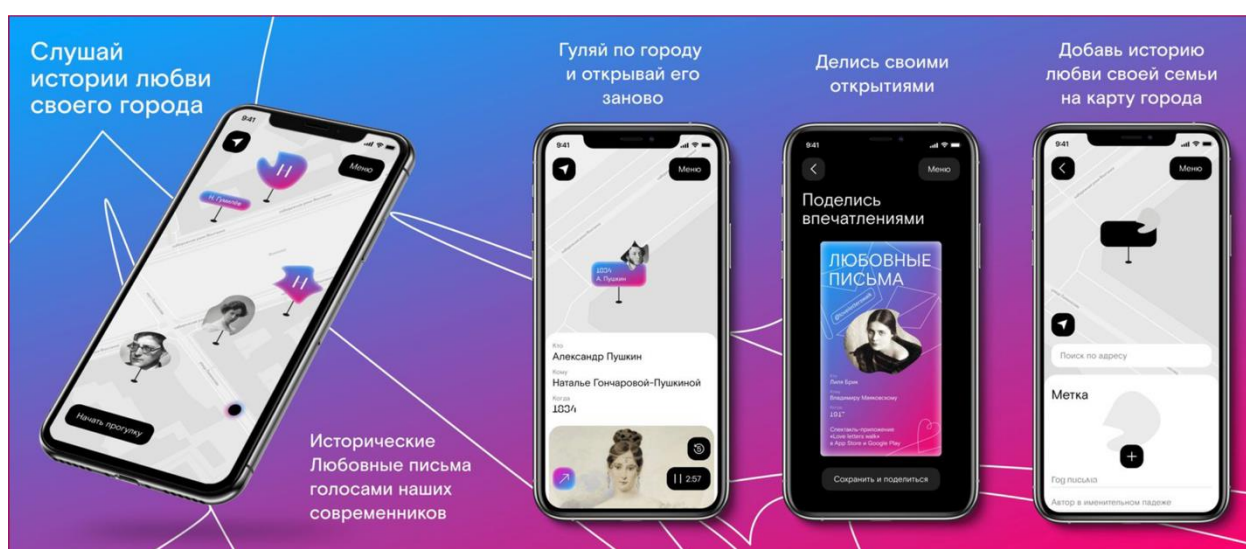 Слушай
истории любви
своего города
9:41
Меню
Н. Гумилёв
Начать прогулку
Исторические
Любовные письма
голосами наших
современников
Гуляй по городу
и открывай его
заново
9:41
Меню
1834
А. Пушкин
Кто
Александр Пушкин
Кому
Наталье Гончаровой-Пушкиной
Когда
1834
2:57
Делись своими
открытиями
9:41
Меню
Поделись
впечатлениями
ЛЮБОВНЫЕ
ПИСЬМА
Кто
Лиля Брик
Владимиру Маяковскому
Спектакль-приложение
«Love letters walk»
в App Store и Google Play
Сохранить и поделиться
Добавь историю
любви своей семьи
на карту города
9:41
Меню
Поиск по адресу
Метка
Год письма
Автор в именительном падеже